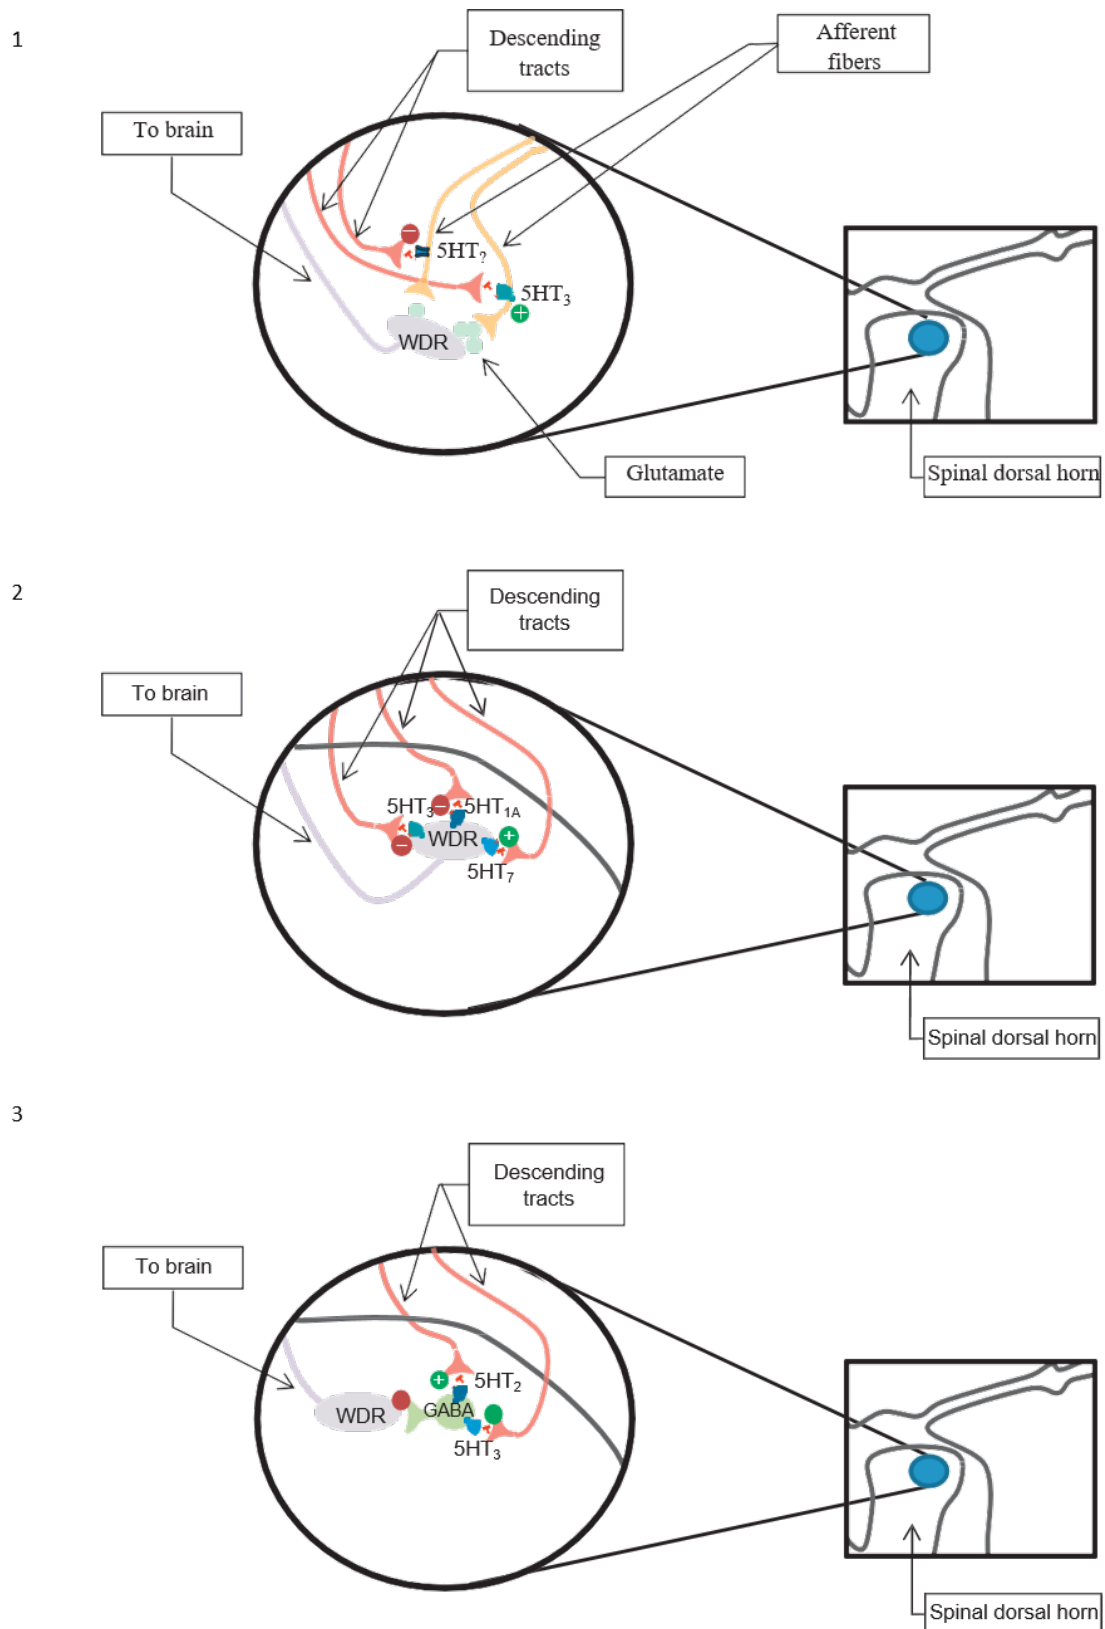 1
Descending
tracts
Afferent
fibers
To brain
5HT?
5HT3
WDR
Glutamate
Spinal dorsal horn
2
Descending
tracts
To brain
5HT3
5HT1A
WDR
5HT7
Spinal dorsal horn
3
Descending
tracts
To brain
5HT2
WDR
GABA
5HT3
Spinal dorsal horn